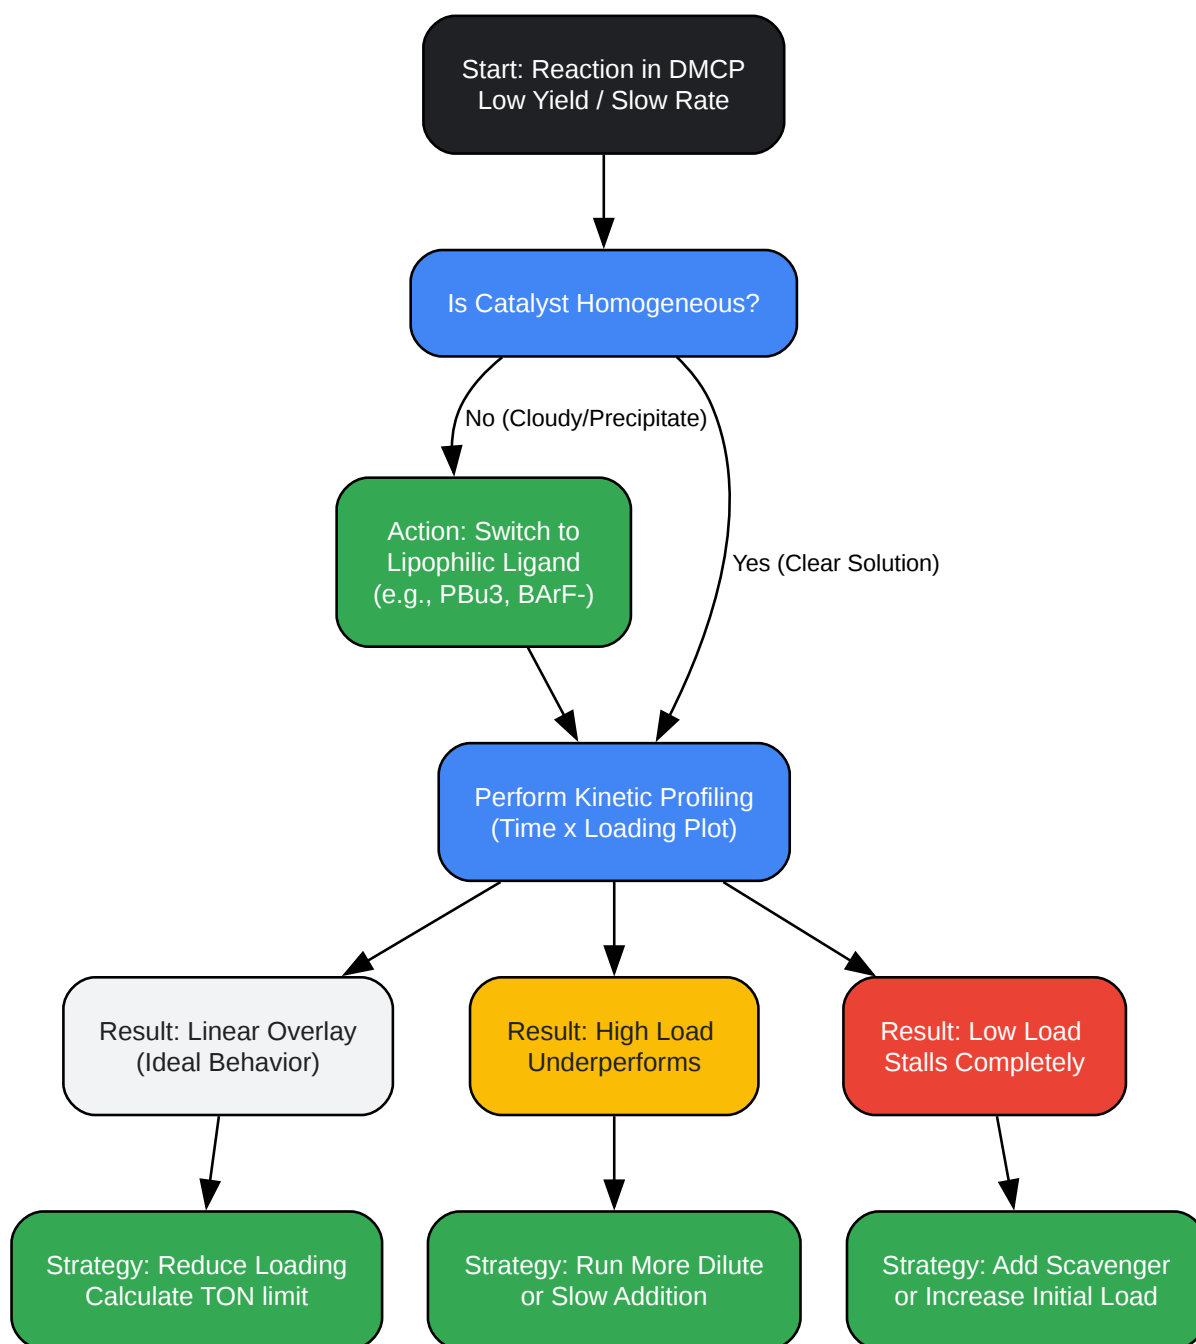 Start: Reaction in DMCP
Low Yield / Slow Rate
Is Catalyst Homogeneous?
No (Cloudy/Precipitate)
Action: Switch to
Lipophilic Ligand
(e.g., PBu3, BArF-)
Yes (Clear Solution)
Perform Kinetic Profiling
(Time x Loading Plot)
Result: Linear Overlay
(Ideal Behavior)
Result: High Load
Underperforms
Result: Low Load
Stalls Completely
Strategy: Reduce Loading
Calculate TON limit
Strategy: Run More Dilute
or Slow Addition
Strategy: Add Scavenger
or Increase Initial Load